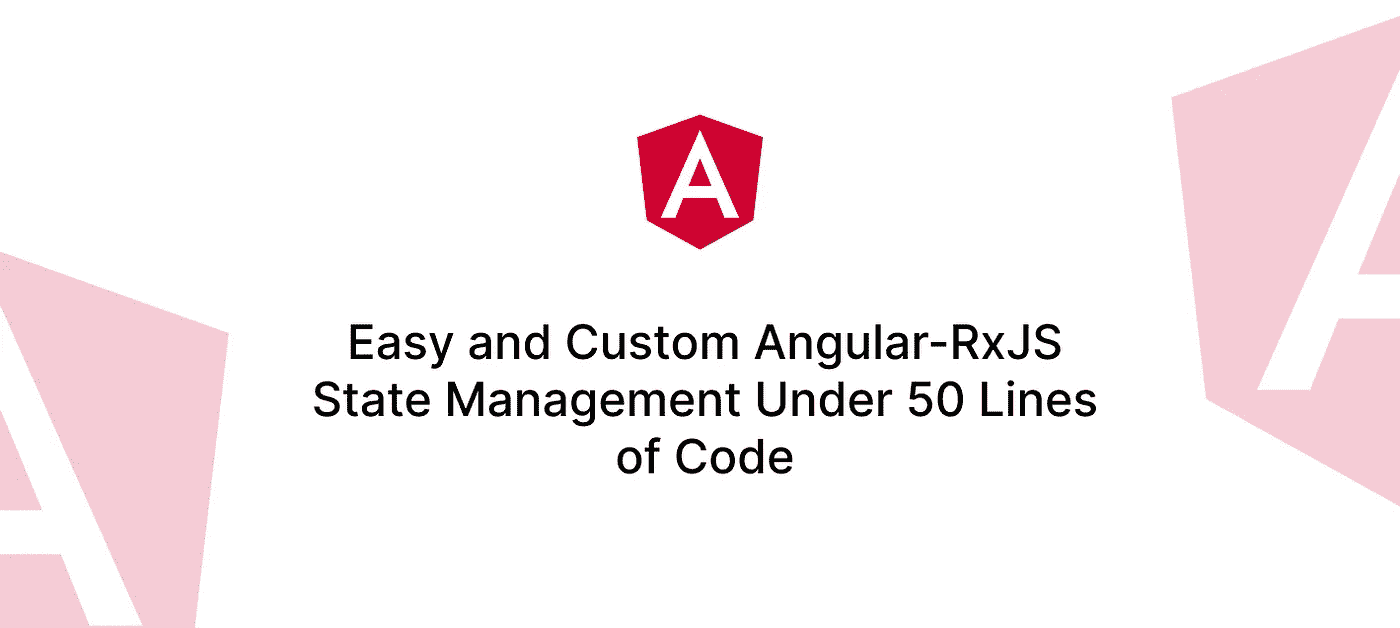 A
Easy and Custom Angular-RxJS
State Management Under 50 Lines
of Code